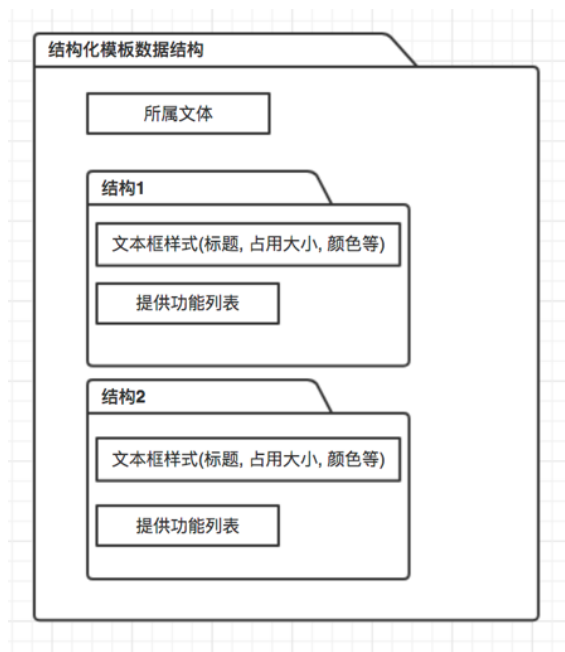 结构化模板数据结构
所属文体
结构1
文本框样式(标题, 占用大小, 颜色等)
提供功能列表
结构2
文本框样式(标题, 占用大小, 颜色等)
提供功能列表